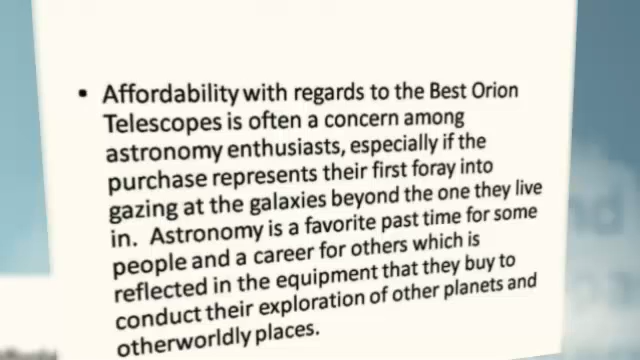 • Affordability with regards to the Best Orion
Telescopes is often a concern among
astronomy enthusiasts, especially if the
purchase represents their first foray into
gazing at the galaxies beyond the one they live
in.  Astronomy is a favorite past time for some
people and a career for others which is
reflected in the equipment that they buy to
conduct their exploration of other planets and
otherworldly places.